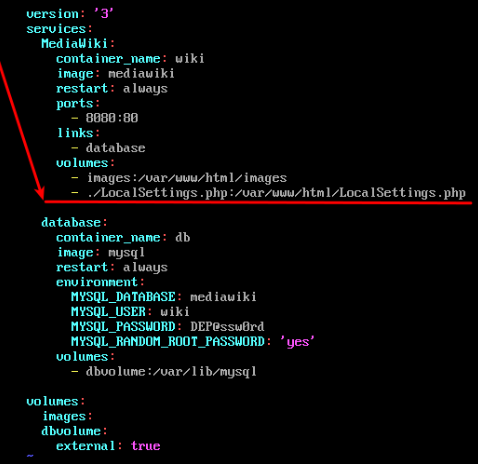 version: '3'
services:
  MediaWiki:
    container_name: wiki
    image: mediawiki
    restart: always
    ports:
      - 8080:80
    links:
      - database
    volumes:
      - images:/var/www/html/images
      - ./LocalSettings.php:/var/www/html/LocalSettings.php
  database:
    container_name: db
    image: mysql
    restart: always
    environment:
      MYSQL_DATABASE: mediawiki
      MYSQL_USER: wiki
      MYSQL_PASSWORD: DEP@ssw0rd
      MYSQL_RANDOM_ROOT_PASSWORD: 'yes'
    volumes:
      - dbvolume:/var/lib/mysql
volumes:
  images:
  dbvolume:
    external: true
~